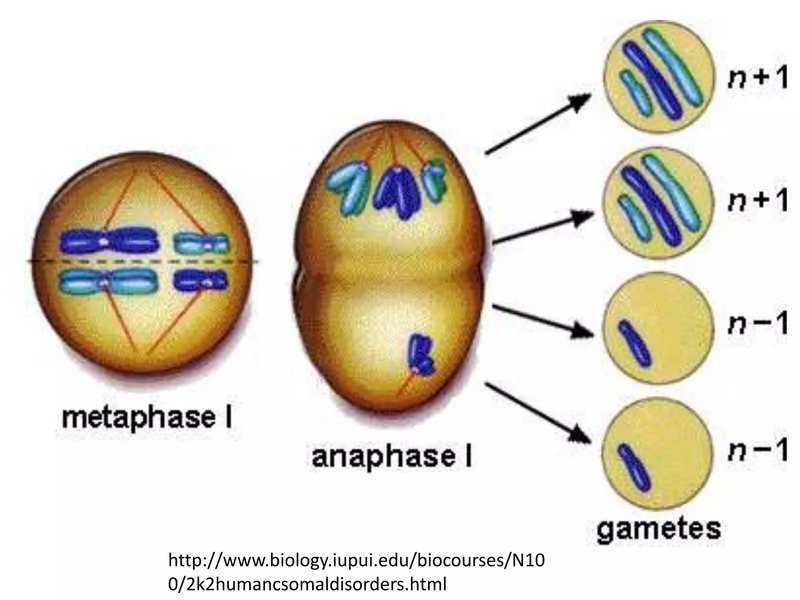 n+1
n+1
n−1
metaphase I
anaphase I
n−1
gametes
http://www.biology.iupui.edu/biocourses/N10
0/2k2humancsomaldisorders.html